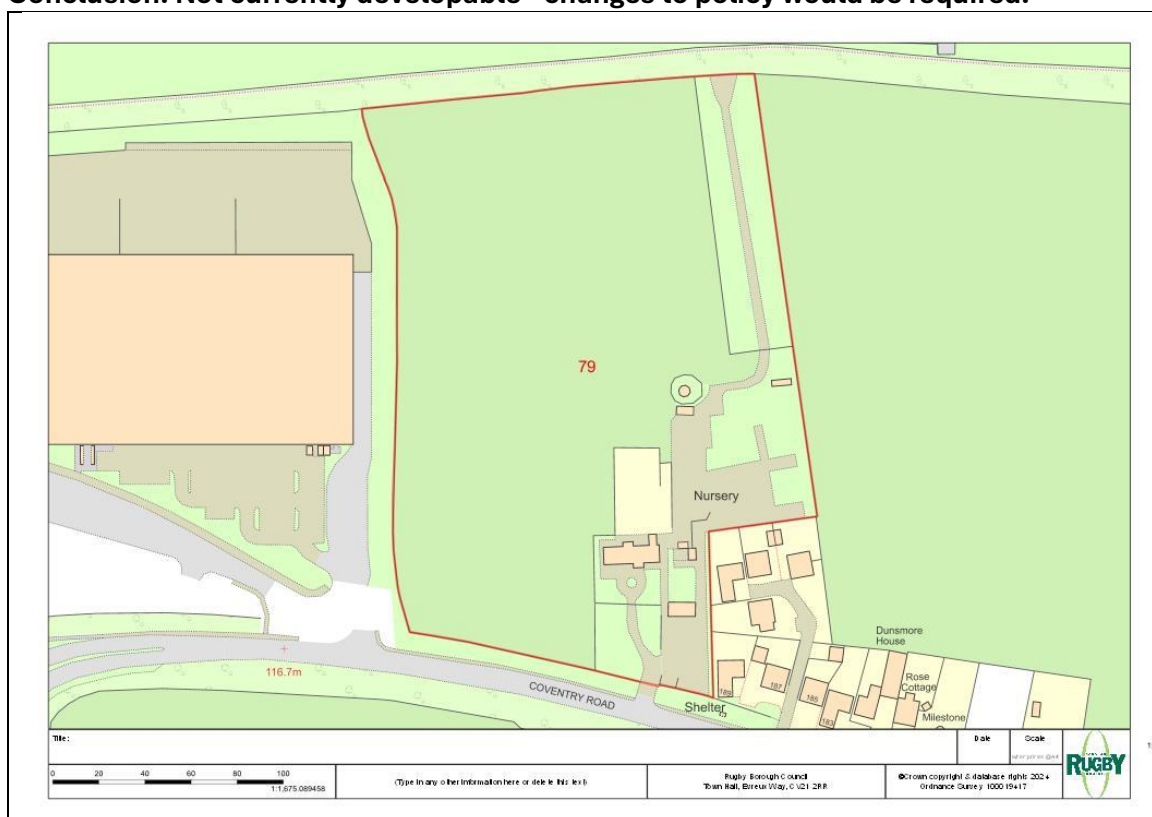 Conclusion: Not currently developable - changes to policy would be required.
79
Nursery
Dunsmore
House
Rose
Cottage
116.7m
COVENTRY ROAD
189
187
185
183
Shelter
Milestone
Title:
Date
Scale
0 20 40 60 80 100
1:1,675.089458
(Type in any other information here or delete this text)
Rugby Borough Council
Town Hall, Evreux Way, CV21 2RR
©Crown copyright & database rights 2024
Ordnance Survey 100019417
RUGBY